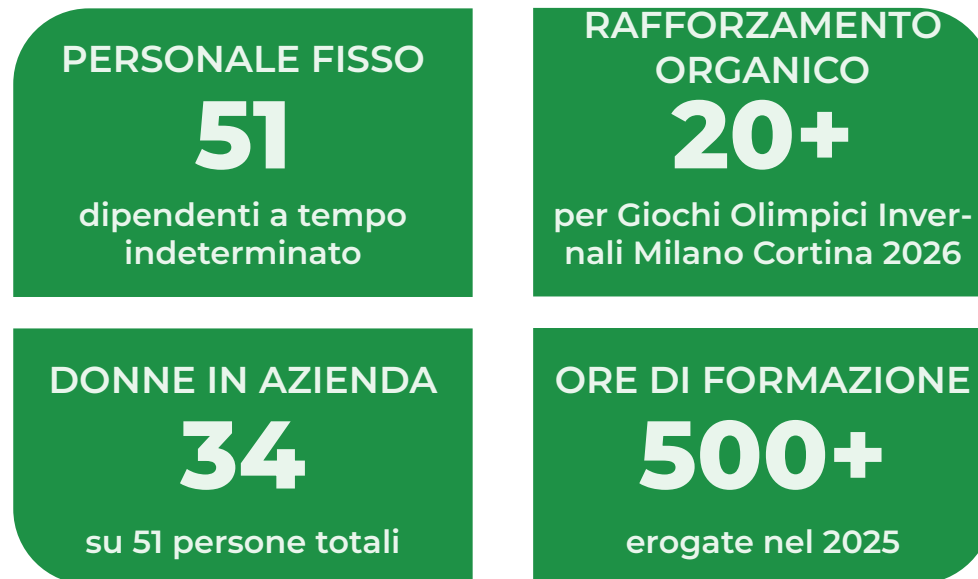 PERSONALE FISSO
51
dipendenti a tempo
indeterminato
RAFFORZAMENTO
ORGANICO
20+
per Giochi Olimpici Inver-
nali Milano Cortina 2026
DONNE IN AZIENDA
34
su 51 persone totali
ORE DI FORMAZIONE
500+
erogate nel 2025